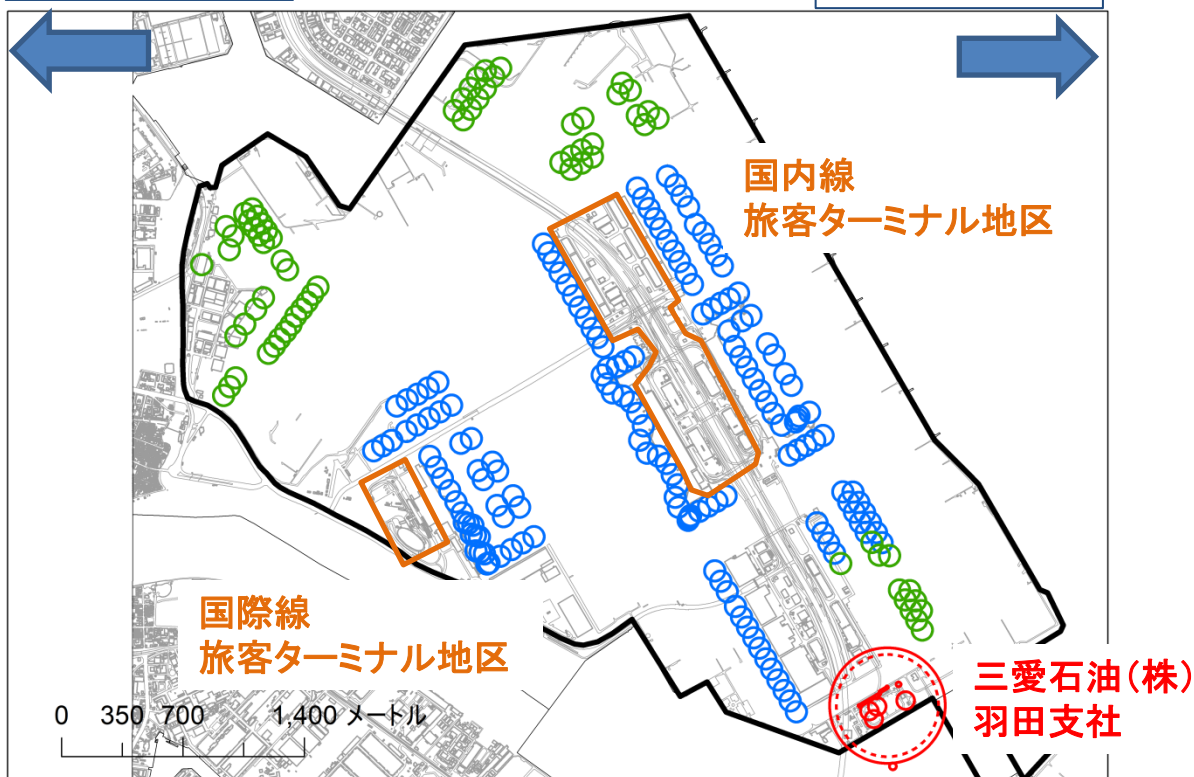 国内線
旅客ターミナル地区
国際線
旅客ターミナル地区
三愛石油(株)
羽田支社
0 350 700 1,400 メートル